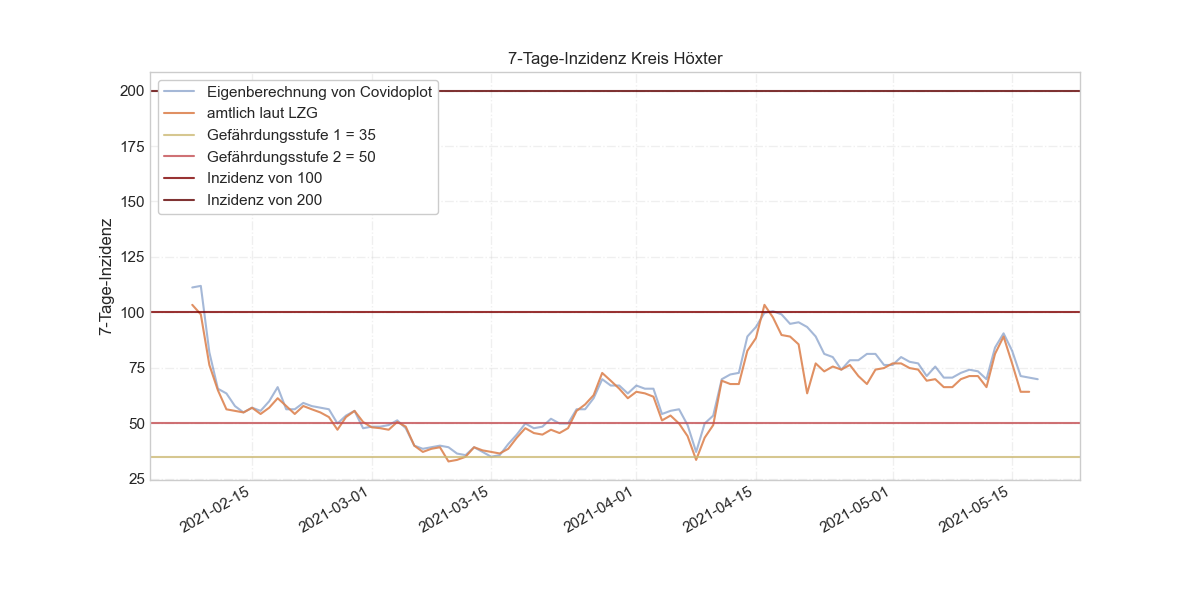 7-Tage-Inzidenz Kreis Höxter
Eigenberechnung von Covidoplot
amtlich laut LZG
Gefährdungsstufe 1 = 35
Gefährdungsstufe 2 = 50
Inzidenz von 100
Inzidenz von 200
7-Tage-Inzidenz
200
175
150
125
100
75
50
25
2021-02-15
2021-03-01
2021-03-15
2021-04-01
2021-04-15
2021-05-01
2021-05-15